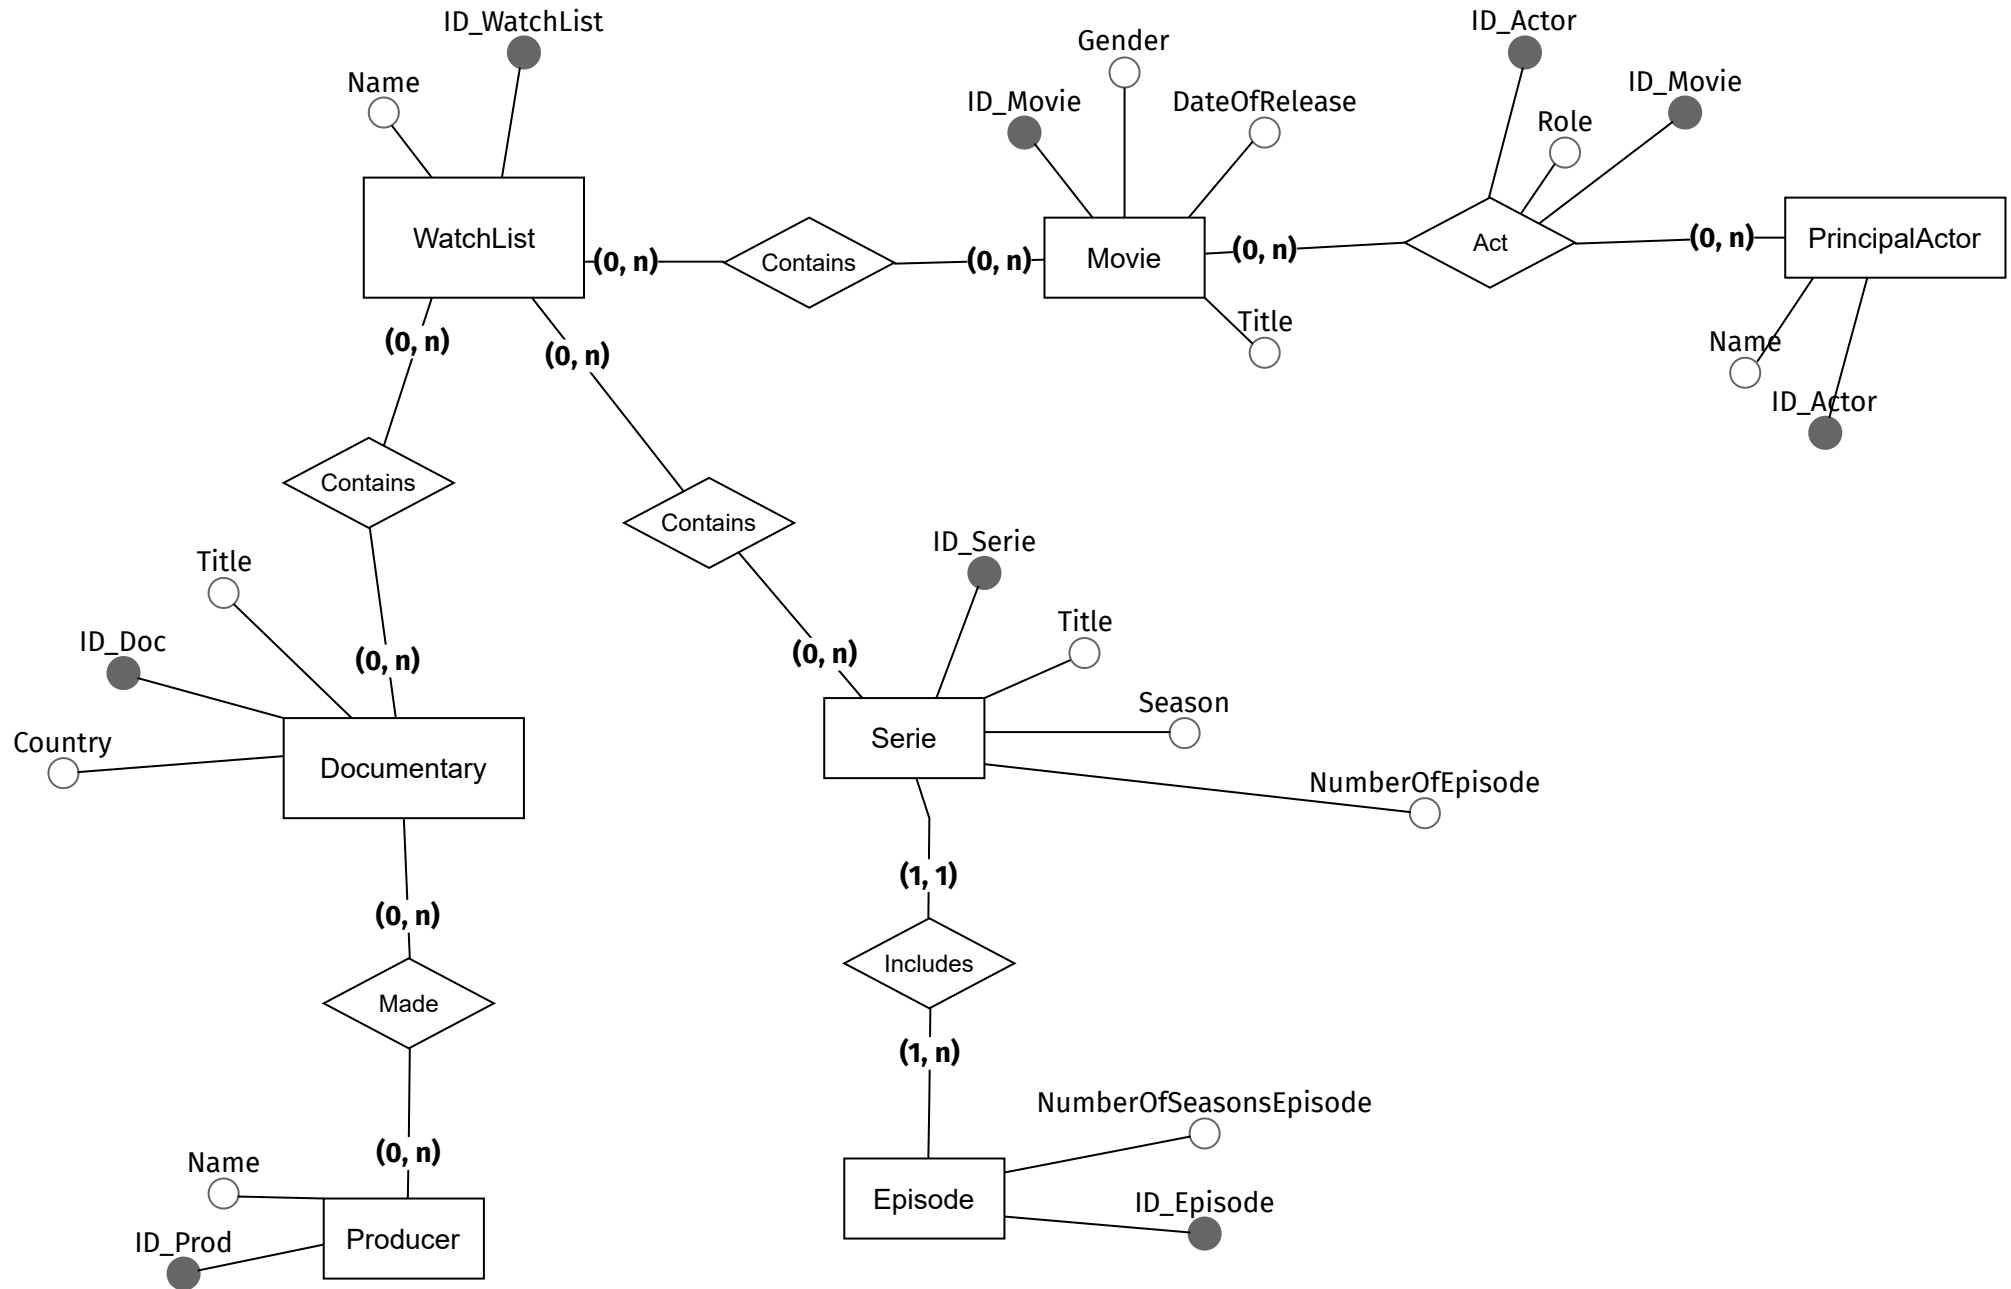 ID_WatchList
ID_Actor
Gender
Name
ID_Movie
ID_Movie
DateOfRelease
Role
WatchList
(0, n)
Contains
(0, n)
Movie
(0, n)
Act
(0, n)
PrincipalActor
Title
Name
ID_Actor
(0, n)
(0, n)
Contains
Contains
ID_Serie
Title
Title
ID_Doc
(0, n)
(0, n)
Season
Country
Documentary
Serie
NumberOfEpisode
(1, 1)
(0, n)
Includes
Made
(1, n)
NumberOfSeasonsEpisode
(0, n)
Name
Episode
ID_Episode
ID_Prod
Producer